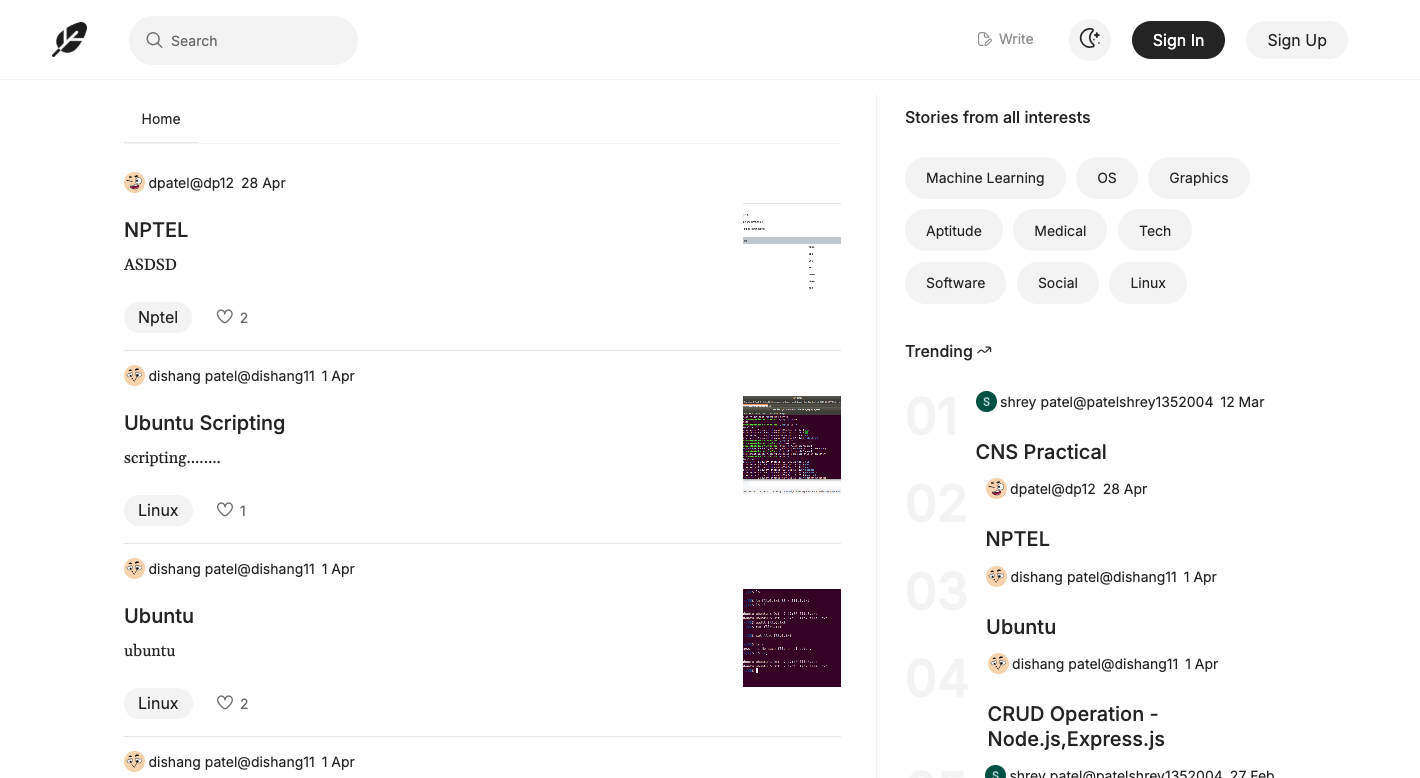 Search
Write
Sign In
Sign Up
Home
dpatel@dp12 28 Apr
NPTEL
ASDSD
Nptel
2
dishang patel@dishang11 1 Apr
Ubuntu Scripting
scripting........
Linux
1
dishang patel@dishang11 1 Apr
Ubuntu
ubuntu
Linux
2
dishang patel@dishang11 1 Apr
Stories from all interests
Machine Learning
OS
Graphics
Aptitude
Medical
Tech
Software
Social
Linux
Trending
01
S
shrey patel@patelshrey1352004 12 Mar
CNS Practical
02
dpatel@dp12 28 Apr
NPTEL
03
dishang patel@dishang11 1 Apr
Ubuntu
04
dishang patel@dishang11 1 Apr
CRUD Operation -
Node.js,Express.js
S
shrey patel@patelshrey1352004 27 Feb